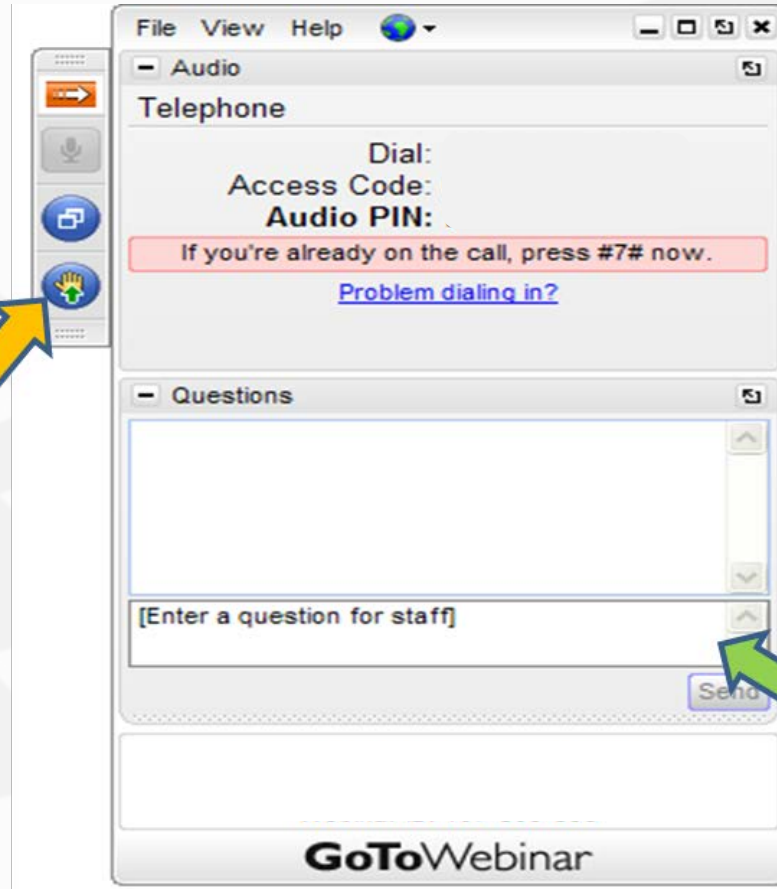 File View Help
Audio
Telephone
Dial:
Access Code:
Audio PIN:
If you're already on the call, press #7# now.
Problem dialing in?
Questions
[Enter a question for staff]
Send
GoToWebinar